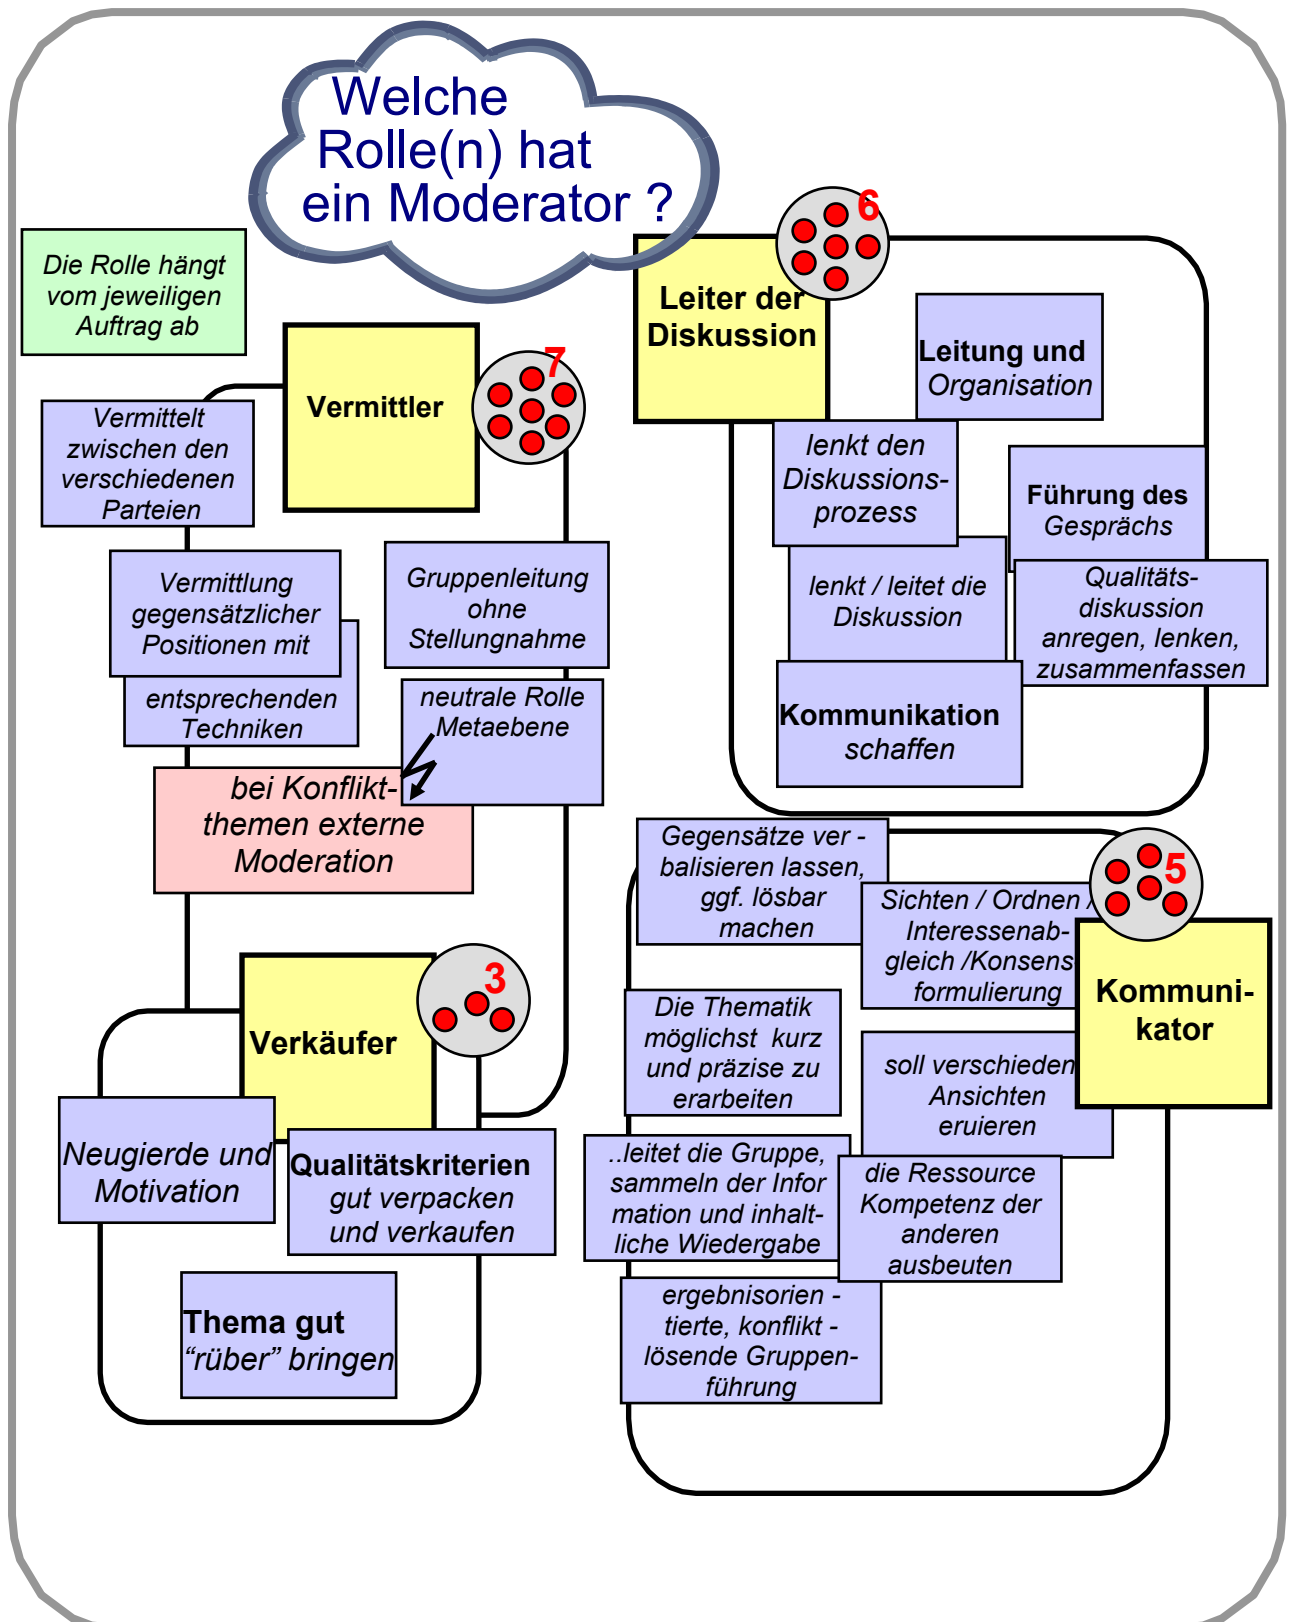 Welche
Rolle(n) hat
ein Moderator ?
Die Rolle hängt
vom jeweiligen
Auftrag ab
7
Vermittler
Vermittelt
zwischen den
verschiedenen
Parteien
Vermittlung
gegensätzlicher
Positionen mit
entsprechenden
Techniken
Gruppenleitung
ohne
Stellungnahme
neutrale Rolle
Metaebene
bei Konflikt-
themen externe
Moderation
3
Verkäufer
Neugierde und
Motivation
Qualitätskriterien
gut verpacken
und verkaufen
Thema gut
“rüber” bringen
6
Leiter der
Diskussion
Leitung und
Organisation
lenkt den
Diskussions-
prozess
Führung des
Gesprächs
lenkt / leitet die
Diskussion
Qualitäts-
diskussion
anregen, lenken,
zusammenfassen
Kommunikation
schaffen
5
Kommuni-
kator
Gegensätze ver -
balisieren lassen,
ggf. lösbar
machen
Sichten / Ordnen /
Interessenab-
gleich /Konsens
formulierung
Die Thematik
möglichst kurz
und präzise zu
erarbeiten
soll verschieden
Ansichten
eruieren
..leitet die Gruppe,
sammeln der Infor
mation und inhalt-
liche Wiedergabe
die Ressource
Kompetenz der
anderen
ausbeuten
ergebnisorien -
tierte, konflikt -
lösende Gruppen-
führung